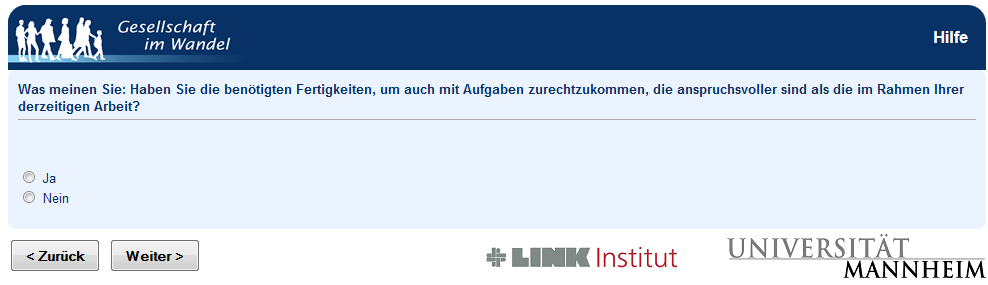 Gesellschaft
im Wandel
Hilfe
Was meinen Sie: Haben Sie die benötigten Fertigkeiten, um auch mit Aufgaben zurechtzukommen, die anspruchsvoller sind als die im Rahmen Ihrer
derzeitigen Arbeit?
Ja
Nein
< Zurück
Weiter >
LINK Institut
UNIVERSITÄT
MANNHEIM